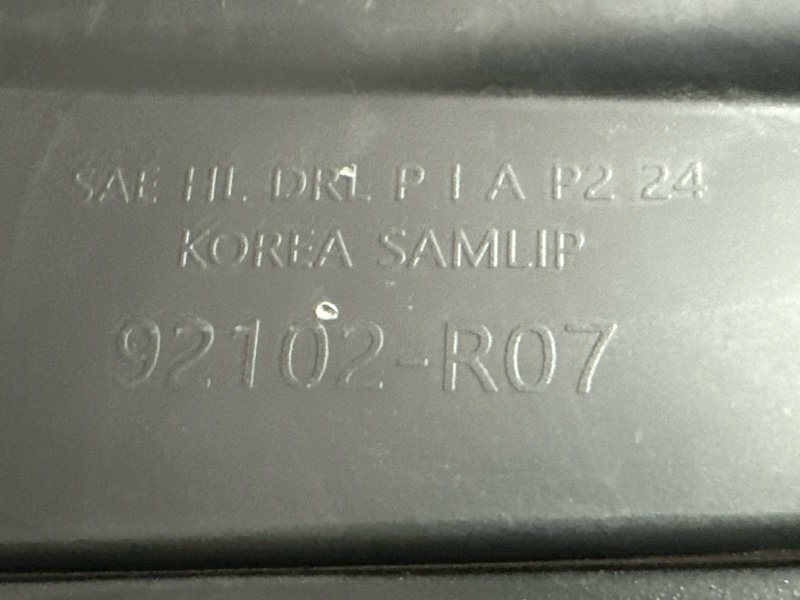 SAE HL DRL P I A P2 24
KOREA SAMLIP
92102-R07